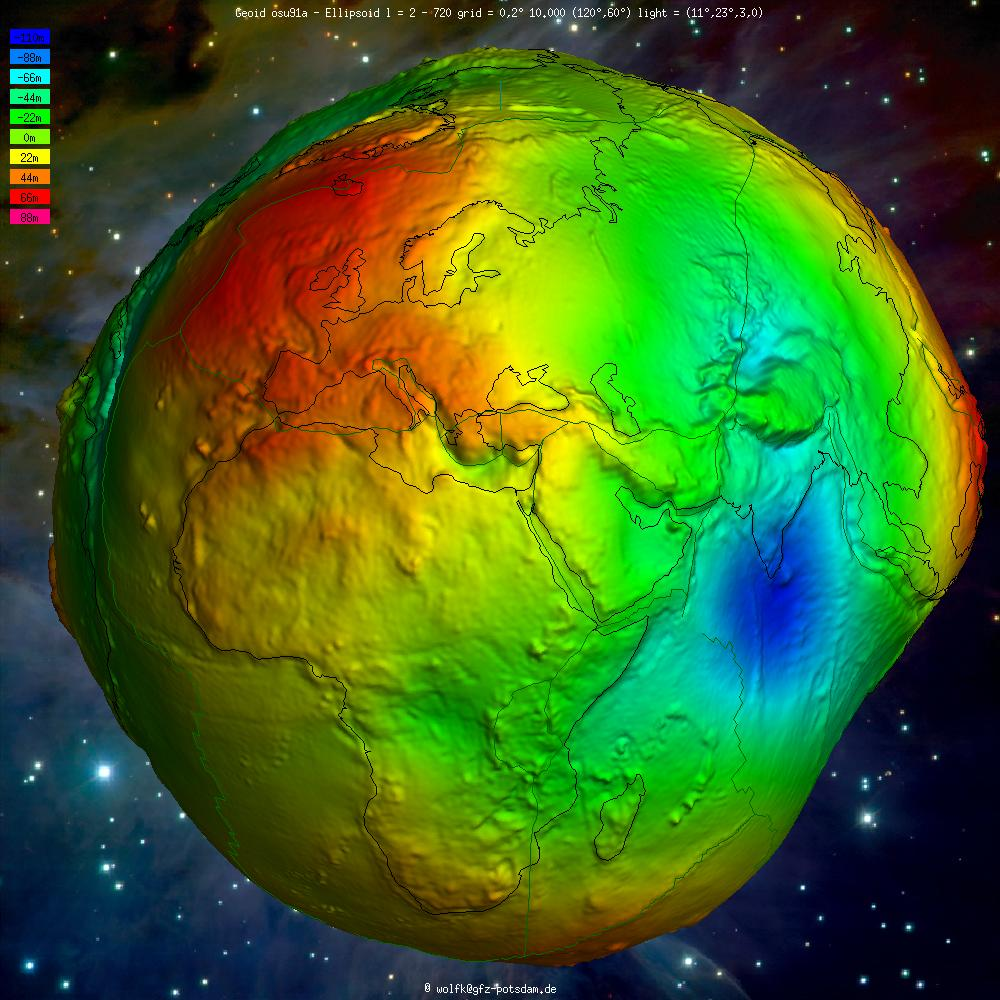 Geoid osu91a - Ellipsoid l = 2 - 720 grid = 0,2° 10.000 (120°,60°) light = (11°,23°,3,0)
-110m
-88m
-66m
-44m
-22m
0m
22m
44m
66m
88m
© wolfk@gfz-potsdam.de